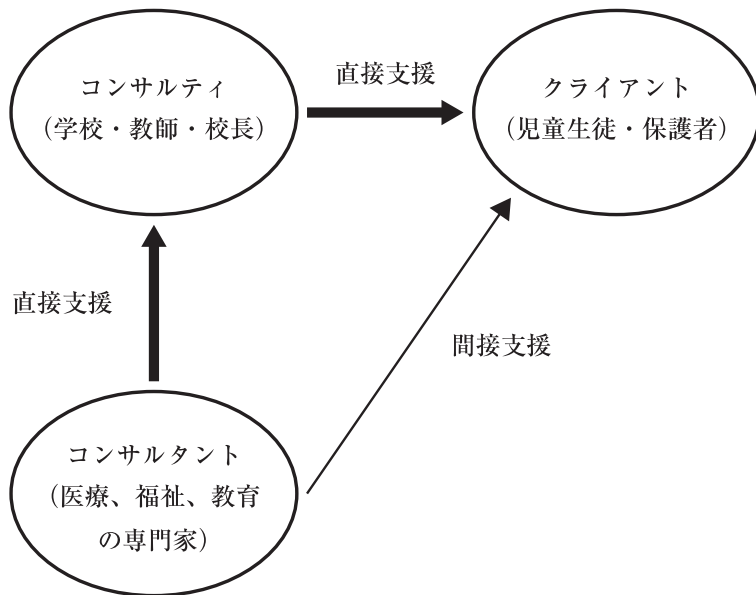 コンサルティ
（学校・教師・校長）
直接支援
クライアント
（児童生徒・保護者）
直接支援
間接支援
コンサルタント
（医療、福祉、教育
の専門家）